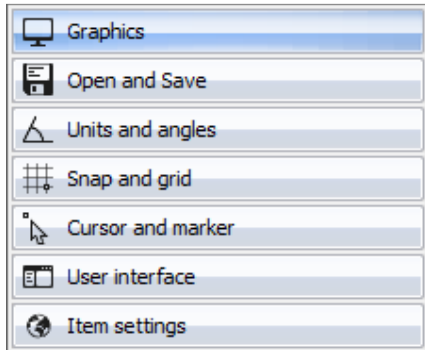 Graphics
Open and Save
Units and angles
Snap and grid
Cursor and marker
User interface
Item settings